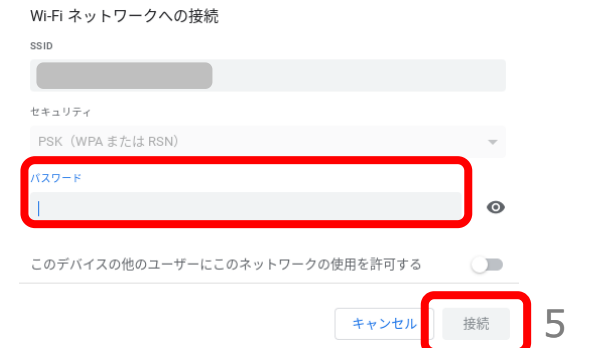 Wi-Fi ネットワークへの接続
SSID
セキュリティ
PSK（WPA または RSN）
パスワード
このデバイスの他のユーザーにこのネットワークの使用を許可する
キャンセル 接続 5